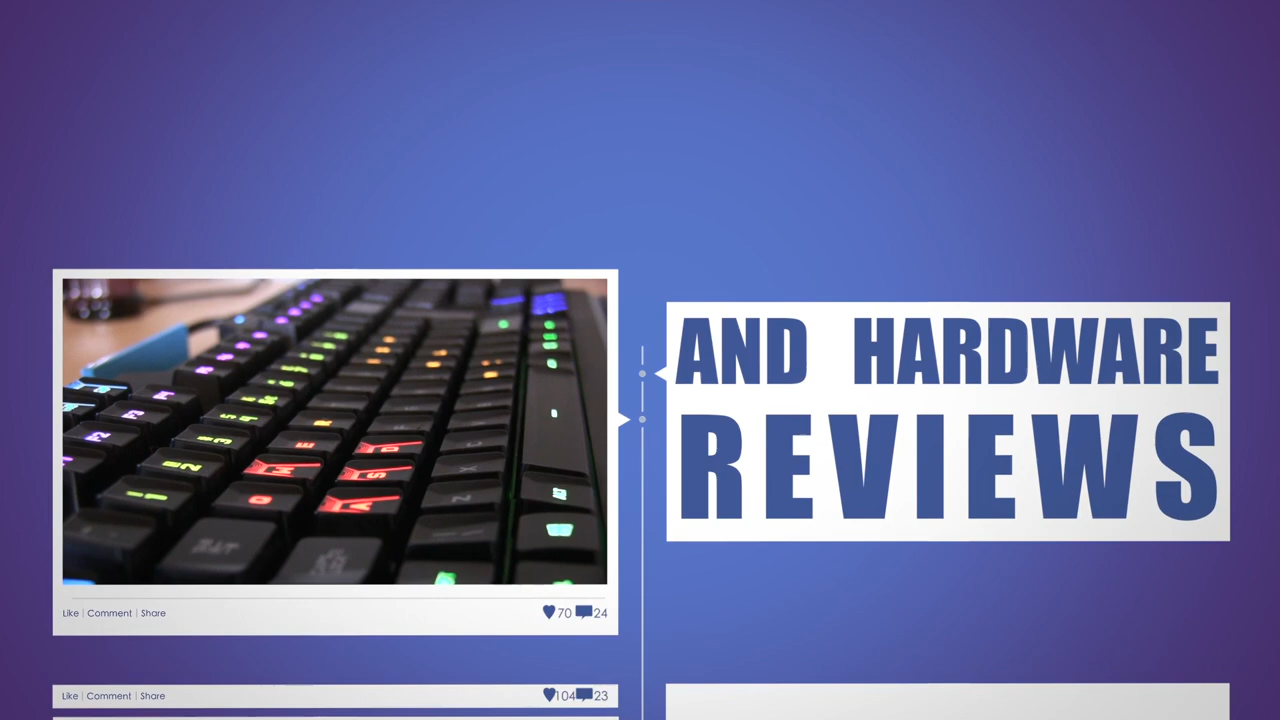 AND HARDWARE
REVIEWS
Like | Comment | Share
70 24
Like | Comment | Share
104 23